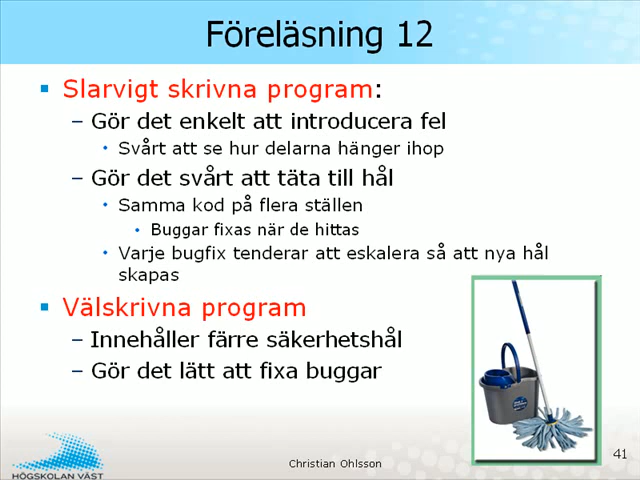 Föreläsning 12
Slarvigt skrivna program:
– Gör det enkelt att introducera fel
Svårt att se hur delarna hänger ihop
– Gör det svårt att täta till hål
Samma kod på flera ställen
Buggar fixas när de hittas
Varje bugfix tenderar att eskalera så att nya hål
skapas
Välskrivna program
– Innehåller färre säkerhetshål
– Gör det lätt att fixa buggar
41
Christian Ohlsson
HÖGSKOLAN VÄST